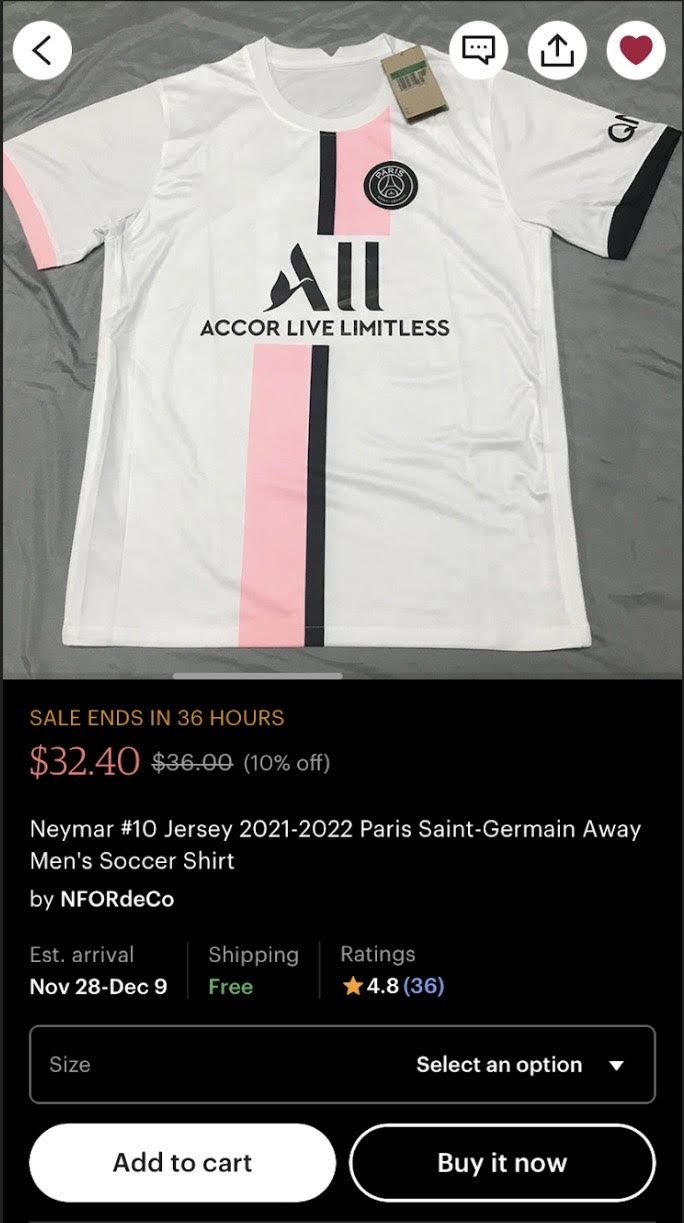 QN
PARIS
All
ACCOR LIVE LIMITLESS
SALE ENDS IN 36 HOURS
$32.40 $36.00 (10% off)
Neymar #10 Jersey 2021-2022 Paris Saint-Germain Away
Men's Soccer Shirt
by NFORdeCo
Est. arrival Shipping Ratings
Nov 28-Dec 9 Free 4.8 (36)
Size Select an option
Add to cart Buy it now